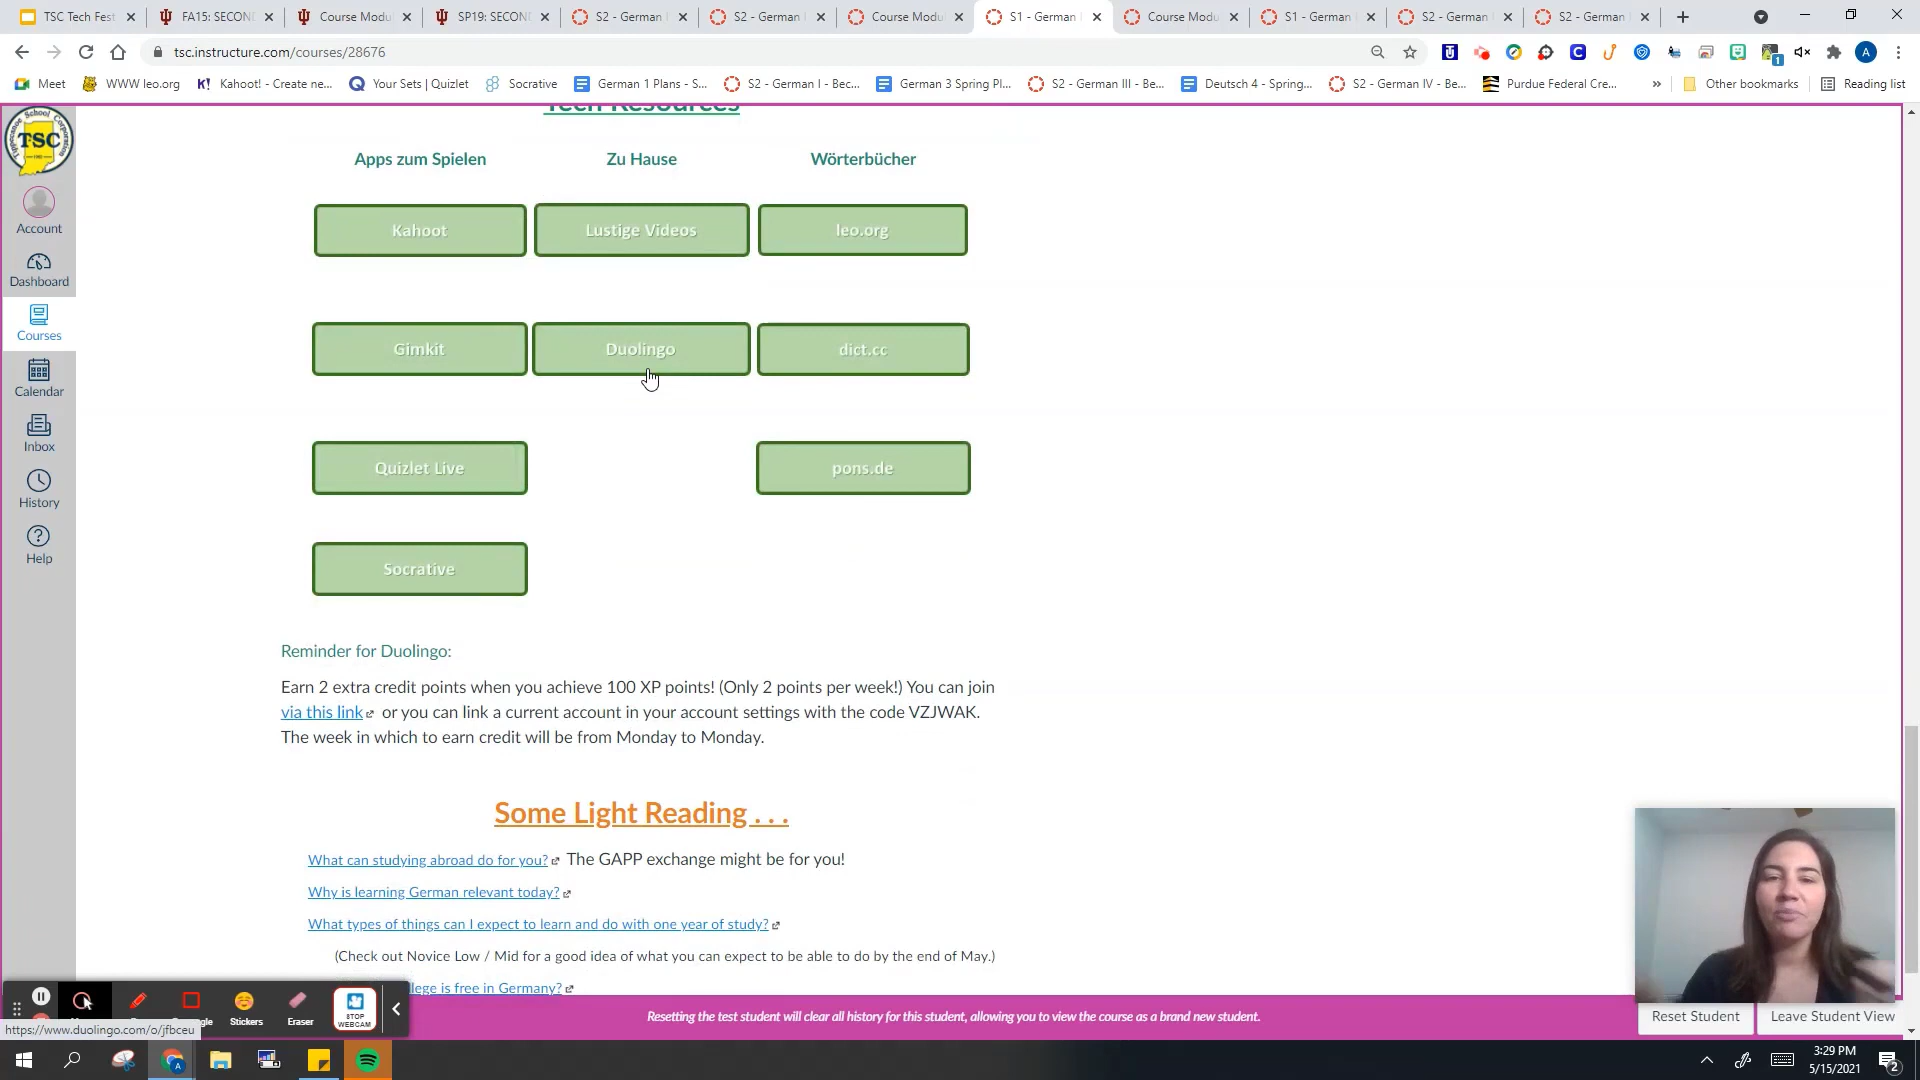 TSC Tech Fest
FA15: SECOND
Course Modu
SP19: SECON
S2 - German
S2 - German
Course Modu
S1 - German
Course Modu
S1 - German
S2 - German
S2 - German
tsc.instructure.com/courses/28676
A
Meet
WWW leo.org
Kahoot! - Create ne...
Your Sets | Quizlet
Socrative
German 1 Plans - S...
S2 - German I - Bec...
German 3 Spring Pl...
S2 - German III - Be...
Deutsch 4 - Spring...
S2 - German IV - Be...
Purdue Federal Cre...
»
Other bookmarks
Reading list
TSC
Account
Dashboard
Courses
Calendar
Inbox
History
Help
Tech Resources
Apps zum Spielen
Zu Hause
Wörterbücher
Kahoot
Lustige Videos
leo.org
Gimkit
Duolingo
dict.cc
Quizlet Live
pons.de
Socrative
Reminder for Duolingo:
Earn 2 extra credit points when you achieve 100 XP points! (Only 2 points per week!) You can join
via this link or you can link a current account in your account settings with the code VZJWAK.
The week in which to earn credit will be from Monday to Monday.
Some Light Reading . . .
What can studying abroad do for you? The GAPP exchange might be for you!
Why is learning German relevant today?
What types of things can I expect to learn and do with one year of study?
(Check out Novice Low / Mid for a good idea of what you can expect to be able to do by the end of May.)
lege is free in Germany?
Stickers
Eraser
STOP
WEBCAM
https://www.duolingo.com/o/jfbceu
Resetting the test student will clear all history for this student, allowing you to view the course as a brand new student.
Reset Student
Leave Student View
3:29 PM
5/15/2021
2